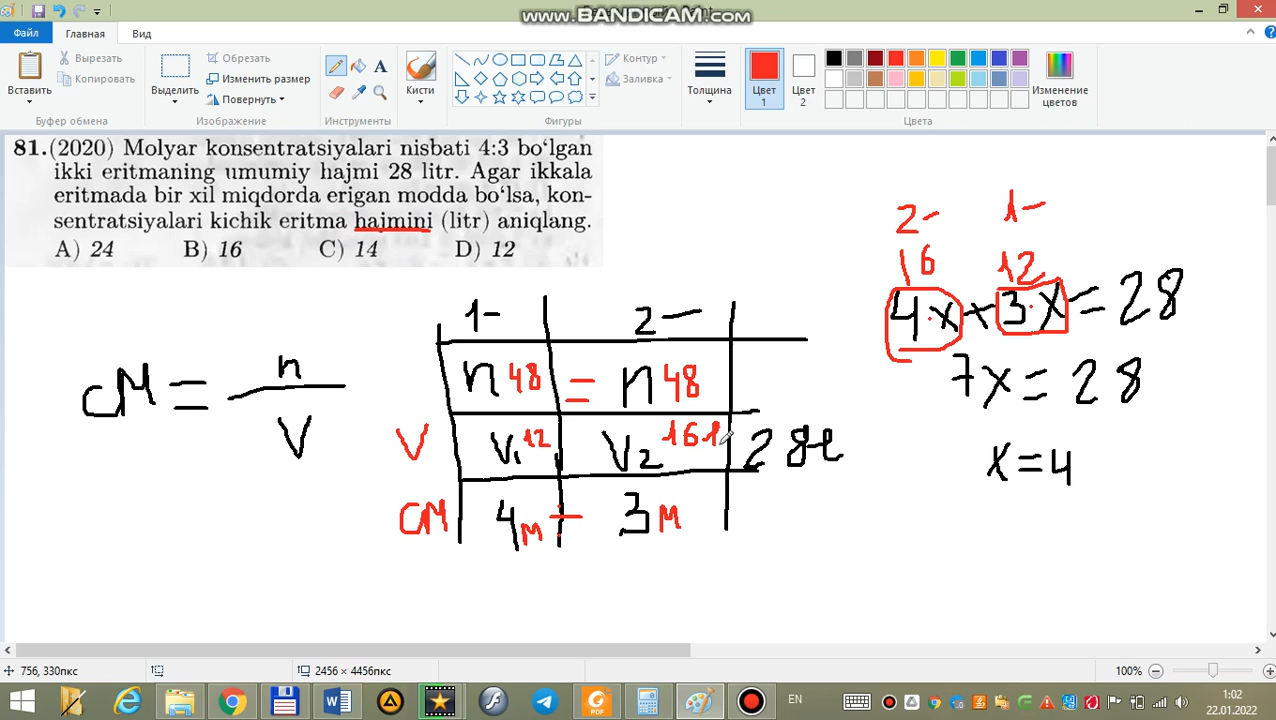 www.BANDICAM.com
Файл
Главная
Вид
Вставить
Вырезать
Копировать
Буфер обмена
Выделить
Обрезать
Изменить размер
Повернуть
Изображение
Инструменты
Кисти
Контур
Заливка
Фигуры
Толщина
Цвет 1
Цвет 2
Изменение цветов
Цвета
81.(2020) Molyar konsentratsiyalari nisbati 4:3 bo‘lgan
ikki eritmaning umumiy hajmi 28 litr. Agar ikkala
eritmada bir xil miqdorda erigan modda bo‘lsa, kon-
sentratsiyalari kichik eritma hajmini (litr) aniqlang.
A) 24 B) 16 C) 14 D) 12
2- 1-
16 12
4·x+3·x=28
7x=28
x=4
CM = n / V
1- 2-
n 48 = n 48
V V₁ 12 V₂ 16 28
CM 4м 3м
756, 330пкс
2456 × 4456пкс
100%
EN
1:02
22.01.2022